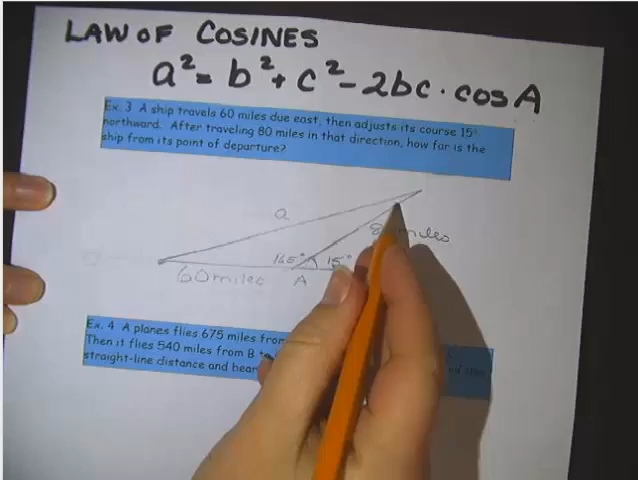 LAW OF COSINES
a² = b² + c² - 2bc · cos A
Ex. 3 A ship travels 60 miles due east, then adjusts its course 15°
northward. After traveling 80 miles in that direction, how far is the
ship from its point of departure?
a
8 miles
165° 15°
60 miles A
Ex. 4 A planes flies 675 miles from
Then it flies 540 miles from B
straight-line distance and bear